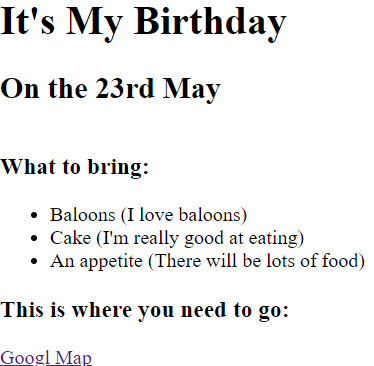 It's My Birthday
On the 23rd May
What to bring:
Baloons (I love baloons)
Cake (I'm really good at eating)
An appetite (There will be lots of food)
This is where you need to go:
Googl Map